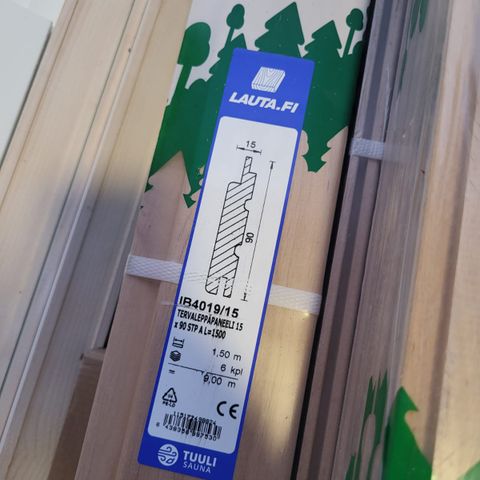 LAUTA.FI
15
90
IB4019/15
TERVALEPPÄPANEELI 15
x 90 STP A L=1500
1,50 m
6 kpl
= 9,00 m
CE
TUULI
SAUNA